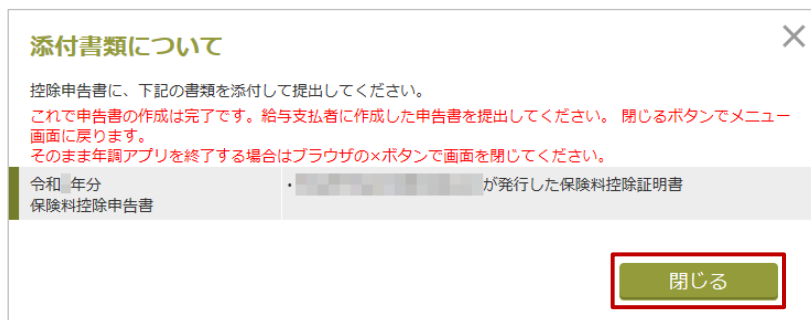 添付書類について
控除申告書に、下記の書類を添付して提出してください。
これで申告書の作成は完了です。給与支払者に作成した申告書を提出してください。 閉じるボタンでメニュー
画面に戻ります。
そのまま年調アプリを終了する場合はブラウザの×ボタンで画面を閉じてください。
令和 年分
保険料控除申告書
・ が発行した保険料控除証明書
閉じる